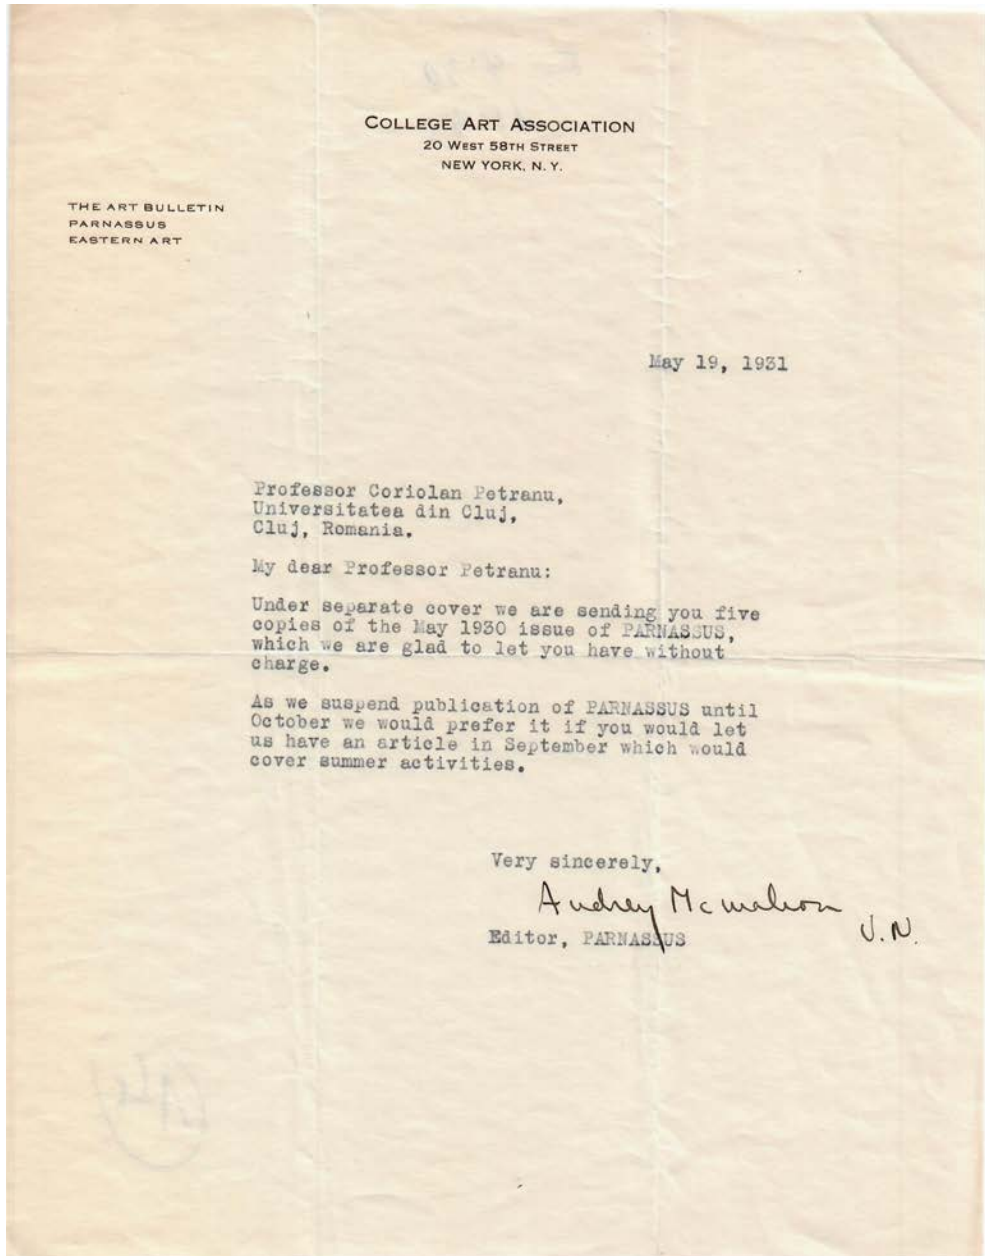 COLLEGE ART ASSOCIATION
20 WEST 58TH STREET
NEW YORK, N. Y.
THE ART BULLETIN
PARNASSUS
EASTERN ART
May 19, 1931
Professor Coriolan Petranu,
Universitatea din Cluj,
Cluj, Romania.
My dear Professor Petranu:
Under separate cover we are sending you five
copies of the May 1930 issue of PARNASSUS,
which we are glad to let you have without
charge.
As we suspend publication of PARNASSUS until
October we would prefer it if you would let
us have an article in September which would
cover summer activities.
Very sincerely,
Audrey McMahon
J.N.
Editor, PARNASSUS